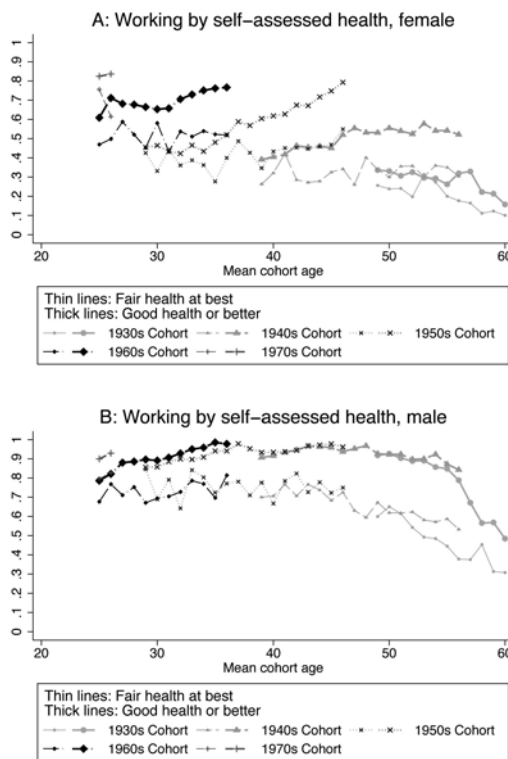 A: Working by self-assessed health, female
1
.9
.8
.7
.6
.5
.4
.3
.2
.1
0
20 30 40 50 60
Mean cohort age
Thin lines: Fair health at best
Thick lines: Good health or better
1930s Cohort 1940s Cohort 1950s Cohort
1960s Cohort 1970s Cohort
B: Working by self-assessed health, male
1
.9
.8
.7
.6
.5
.4
.3
.2
.1
0
20 30 40 50 60
Mean cohort age
Thin lines: Fair health at best
Thick lines: Good health or better
1930s Cohort 1940s Cohort 1950s Cohort
1960s Cohort 1970s Cohort